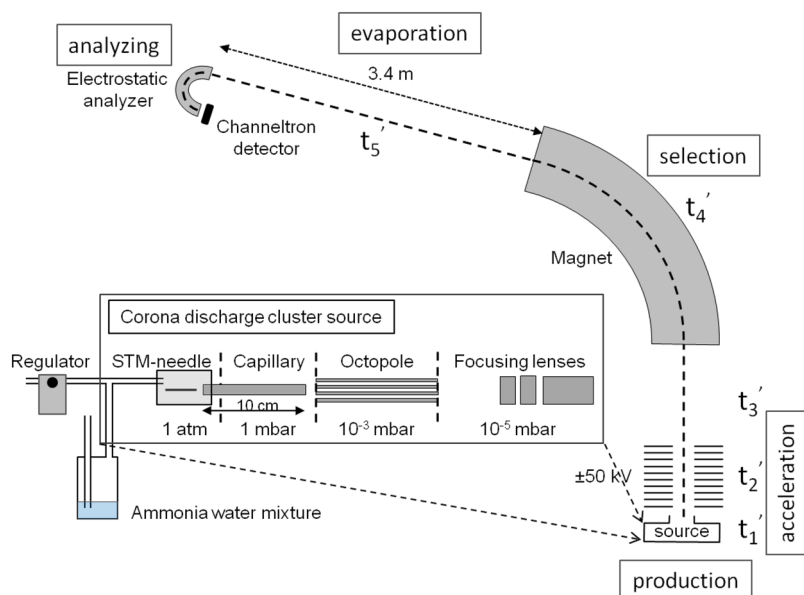 evaporation
analyzing
3.4 m
Electrostatic
analyzer
Channeltron
detector
t5′
selection
t4′
Magnet
Corona discharge cluster source
Regulator
STM-needle
Capillary
Octopole
Focusing lenses
10 cm
1 atm
1 mbar
10-3 mbar
10-5 mbar
t3′
±50 kV
t2′
acceleration
Ammonia water mixture
source
t1′
production